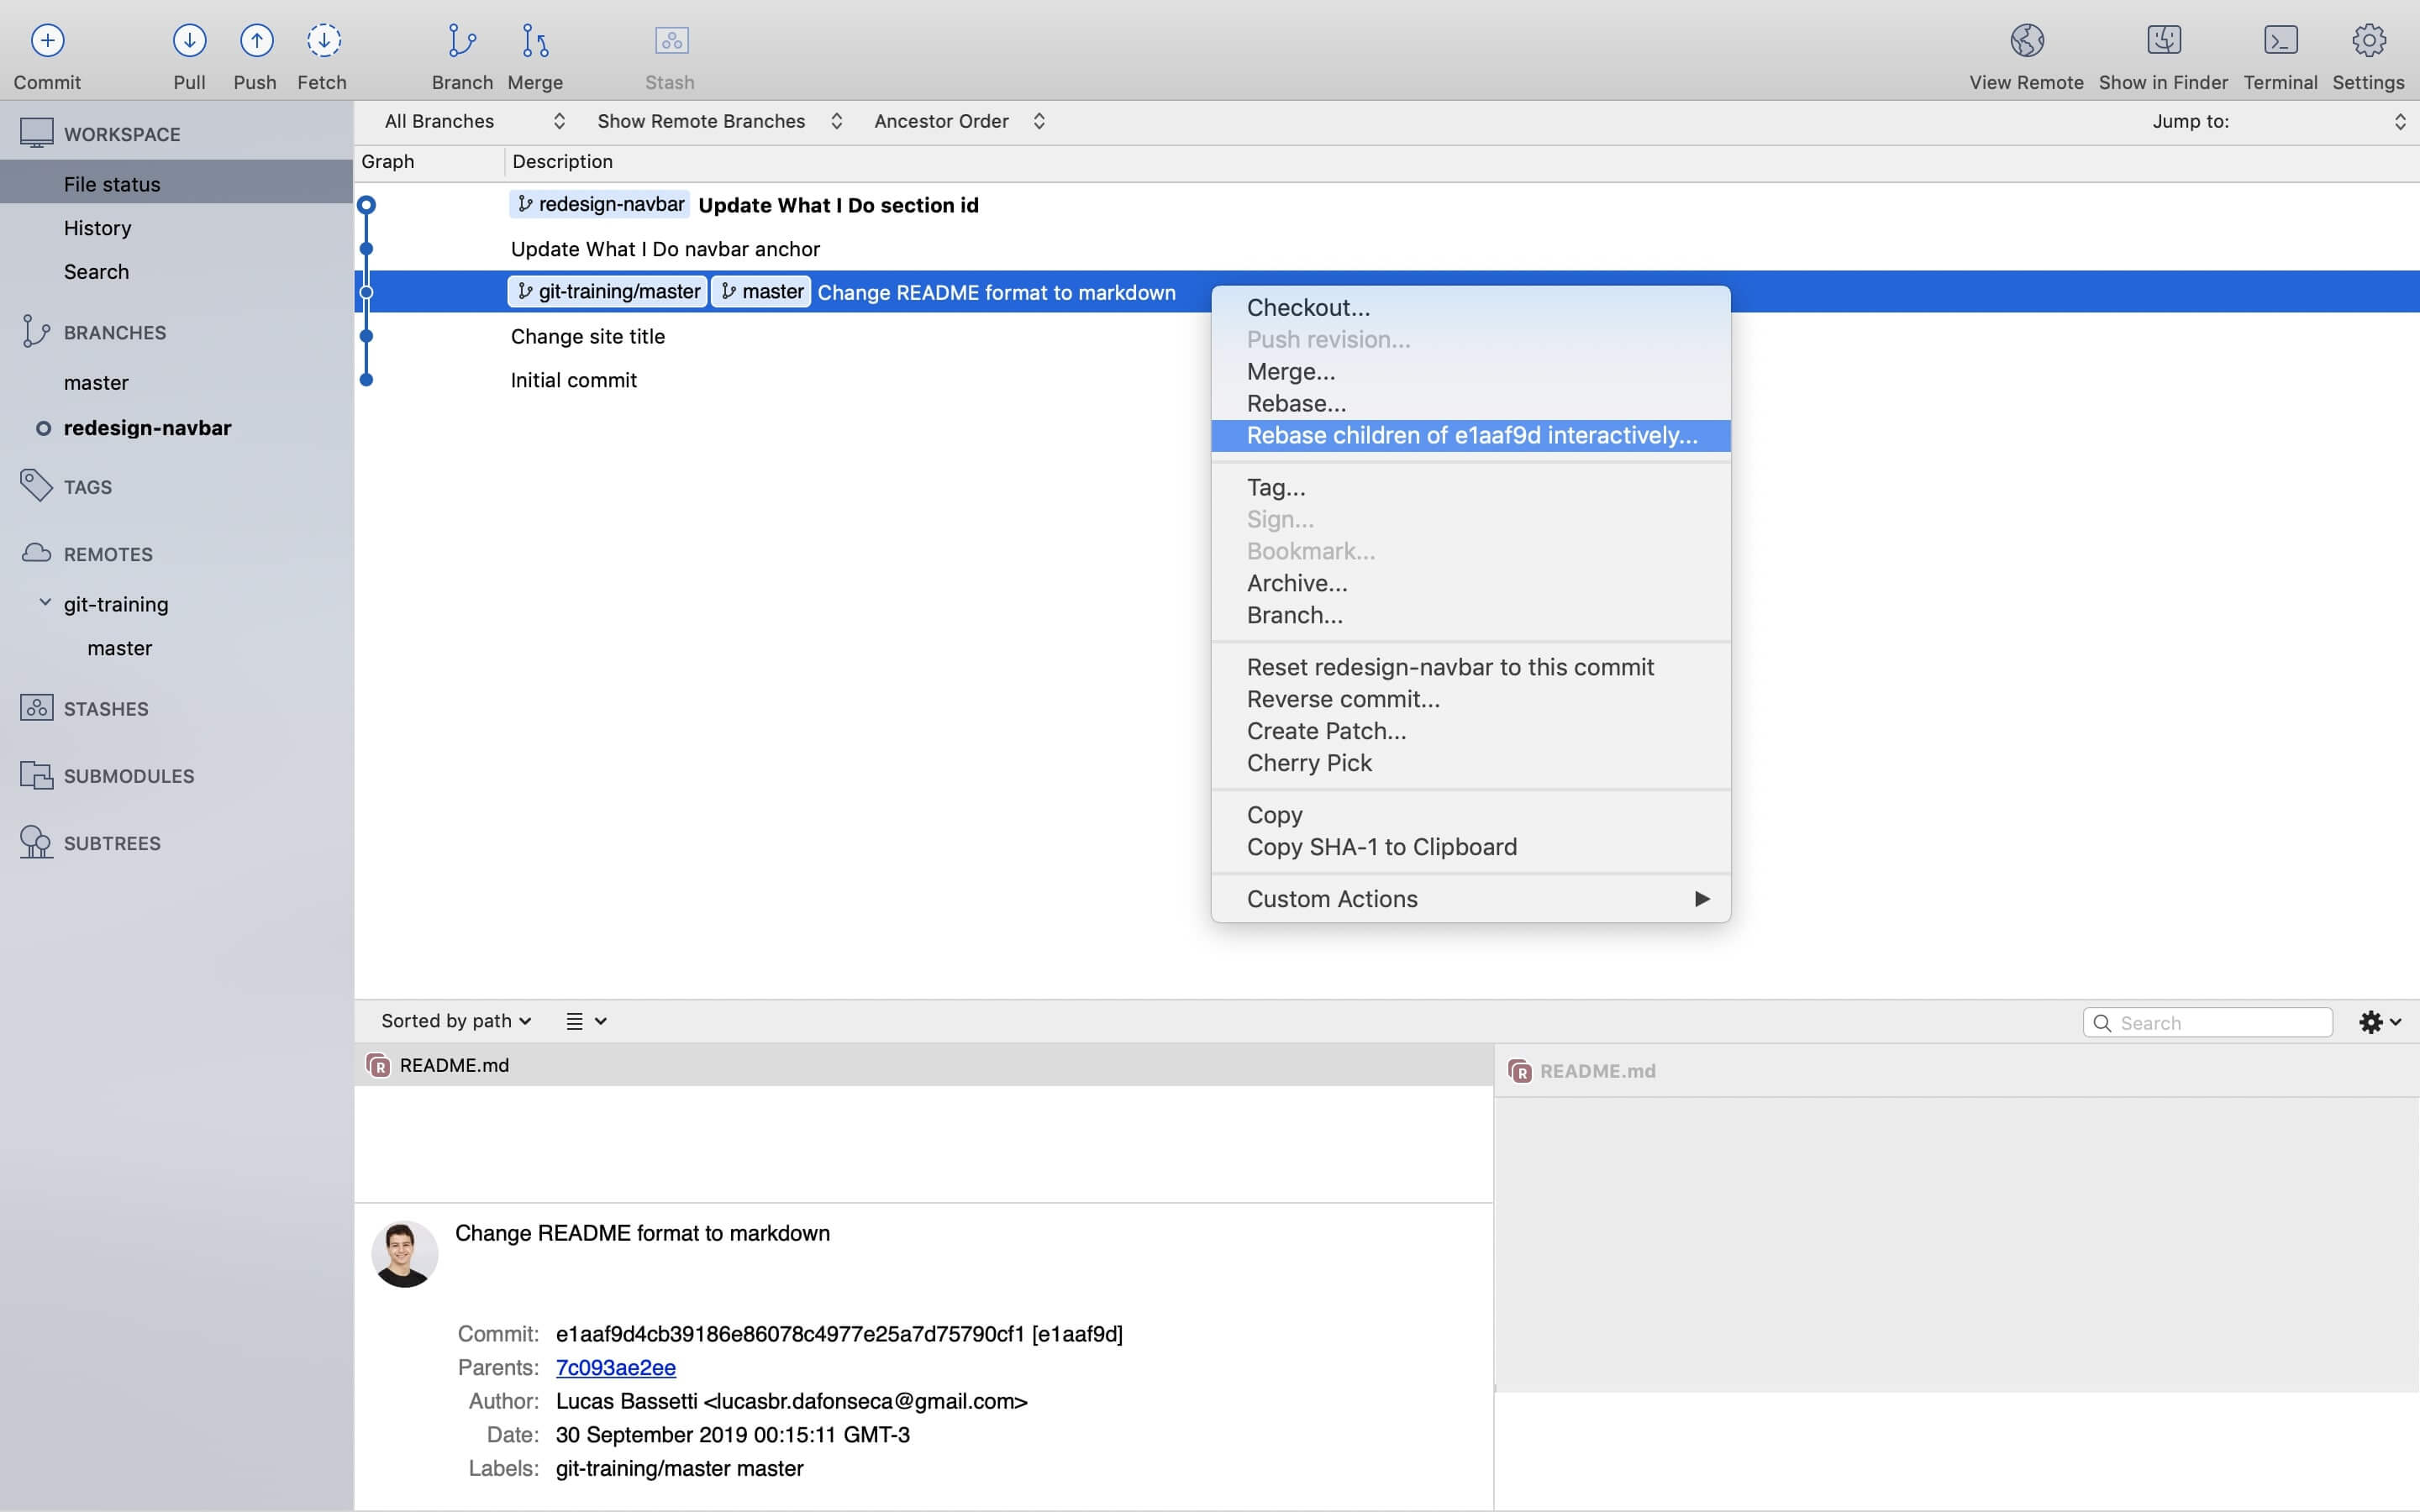 Commit Pull Push Fetch Branch Merge Stash View Remote Show in Finder Terminal Settings
WORKSPACE
File status
History
Search
BRANCHES
master
redesign-navbar
TAGS
REMOTES
git-training
master
STASHES
SUBMODULES
SUBTREES
All Branches Show Remote Branches Ancestor Order Jump to:
Graph Description
redesign-navbar Update What I Do section id
Update What I Do navbar anchor
git-training/master master Change README format to markdown
Change site title
Initial commit
Checkout...
Push revision...
Merge...
Rebase...
Rebase children of e1aaf9d interactively...
Tag...
Sign...
Bookmark...
Archive...
Branch...
Reset redesign-navbar to this commit
Reverse commit...
Create Patch...
Cherry Pick
Copy
Copy SHA-1 to Clipboard
Custom Actions
Sorted by path Search
R README.md
R README.md
Change README format to markdown
Commit: e1aaf9d4cb39186e86078c4977e25a7d75790cf1 [e1aaf9d]
Parents: 7c093ae2ee
Author: Lucas Bassetti <lucasbr.dafonseca@gmail.com>
Date: 30 September 2019 00:15:11 GMT-3
Labels: git-training/master master